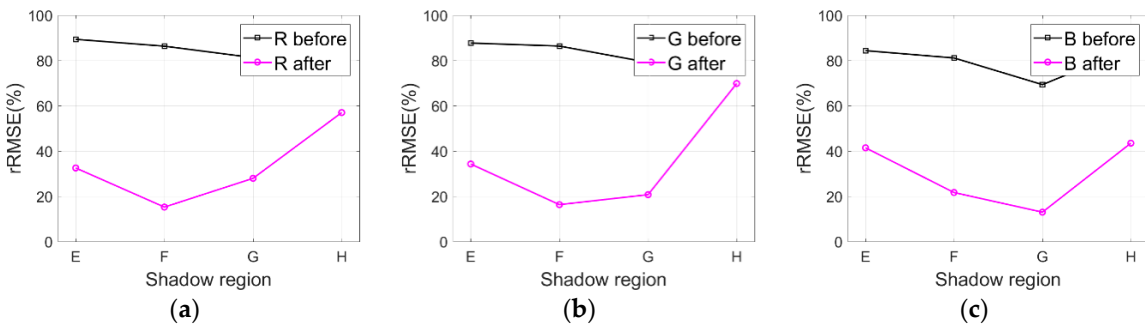 100
80
60
40
20
0
rRMSE(%)
R before
R after
E F G H
Shadow region
(a)
100
80
60
40
20
0
rRMSE(%)
G before
G after
E F G H
Shadow region
(b)
100
80
60
40
20
0
rRMSE(%)
B before
B after
E F G H
Shadow region
(c)